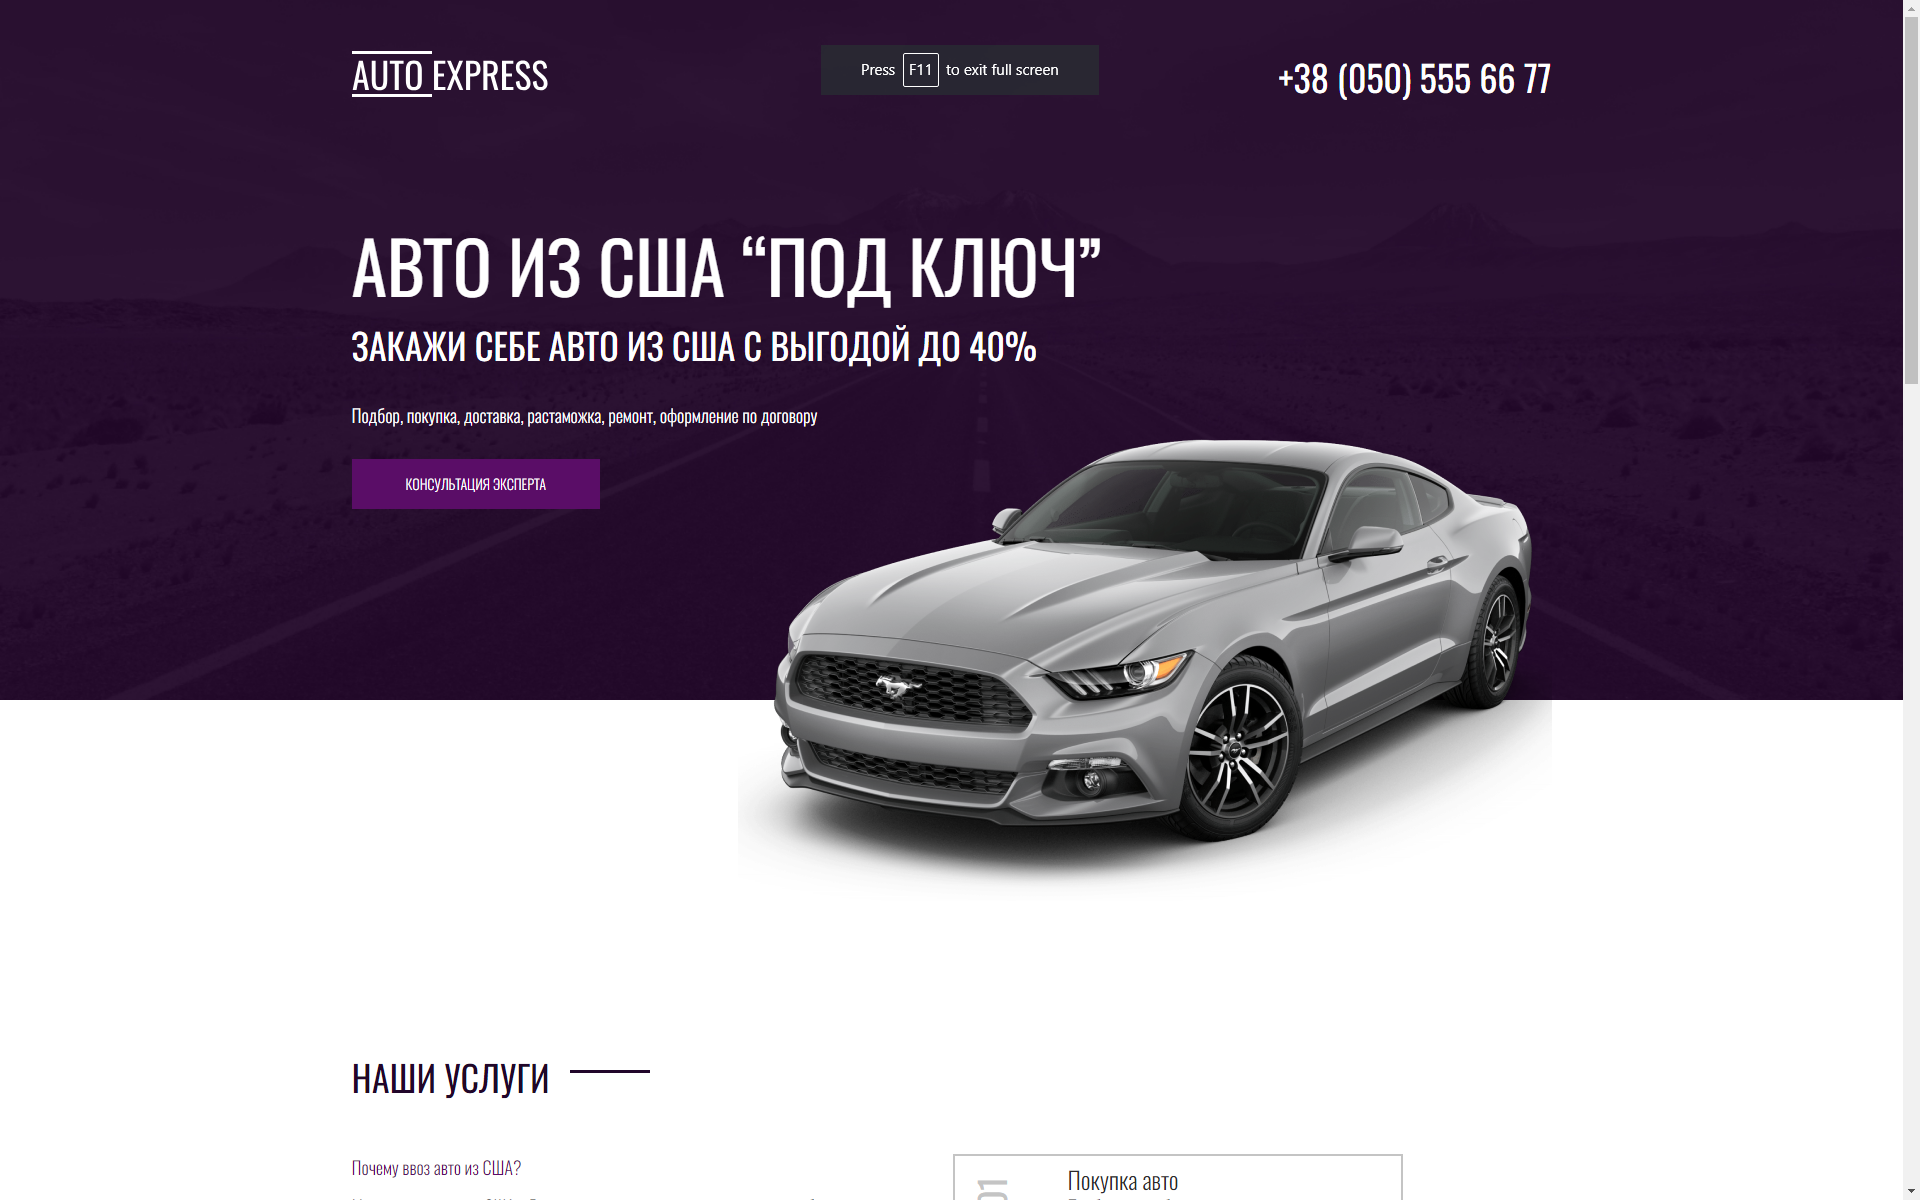 AUTO EXPRESS
Press F11 to exit full screen
+38 (050) 555 66 77
АВТО ИЗ США “ПОД КЛЮЧ”
ЗАКАЖИ СЕБЕ АВТО ИЗ США С ВЫГОДОЙ ДО 40%
Подбор, покупка, доставка, растаможка, ремонт, оформление по договору
КОНСУЛЬТАЦИЯ ЭКСПЕРТА
НАШИ УСЛУГИ
Почему ввоз авто из США?
01
Покупка авто